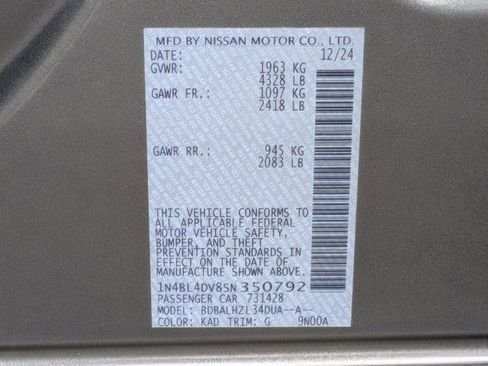 MFD BY NISSAN MOTOR CO., LTD.
DATE: 12/24
GVWR: 1963 KG
4328 LB
GAWR FR.: 1097 KG
2418 LB
GAWR RR.: 945 KG
2083 LB
THIS VEHICLE CONFORMS TO
ALL APPLICABLE FEDERAL
MOTOR VEHICLE SAFETY,
BUMPER, AND THEFT
PREVENTION STANDARDS
IN EFFECT ON THE DATE OF
MANUFACTURE SHOWN ABOVE.
1N4BL4DV8SN350792
PASSENGER CAR 731428
MODEL: BDBALHZL34DUA--A--
COLOR: KAD TRIM: G 9N00A